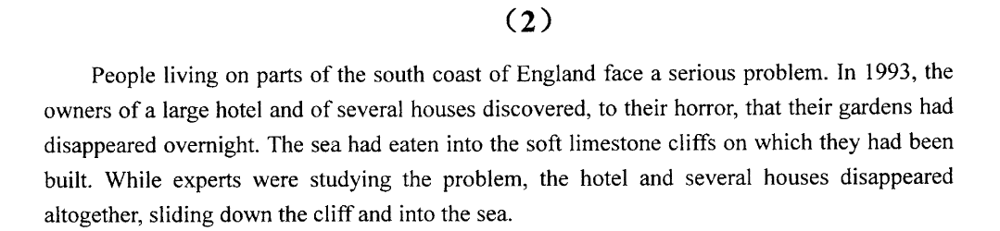 (2)
People living on parts of the south coast of England face a serious problem. In 1993, the
owners of a large hotel and of several houses discovered, to their horror, that their gardens had
disappeared overnight. The sea had eaten into the soft limestone cliffs on which they had been
built. While experts were studying the problem, the hotel and several houses disappeared
altogether, sliding down the cliff and into the sea.